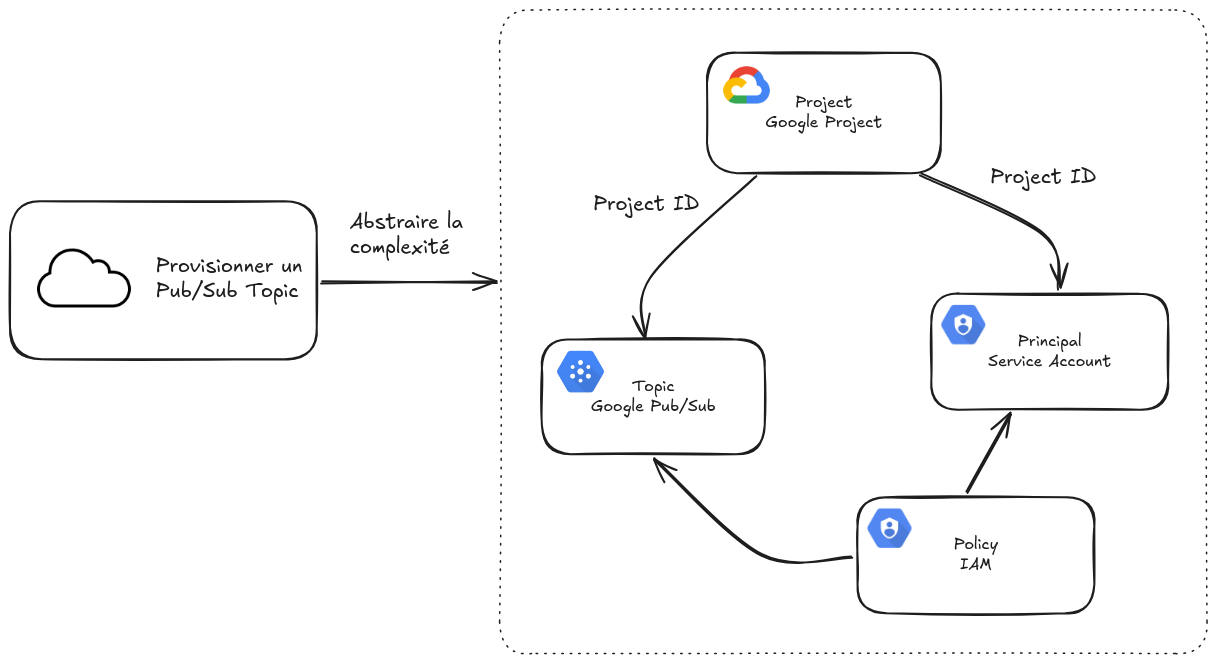 Project
Google Project
Project ID
Project ID
Abstraire la
complexité
Provisionner un
Pub/Sub Topic
Principal
Service Account
Topic
Google Pub/Sub
Policy
IAM